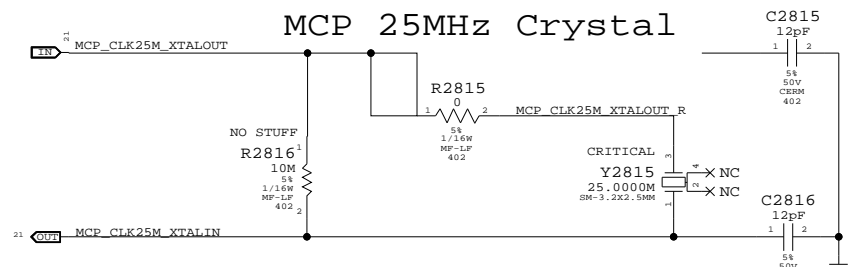 MCP 25MHz Crystal
C2815
12pF
1 2
5%
50V
CERM
402
IN
21
MCP_CLK25M_XTALOUT
R2815
0
1 2
5%
1/16W
MF-LF
402
MCP_CLK25M_XTALOUT_R
NO STUFF
R2816
1
10M
5%
1/16W
MF-LF
402
2
CRITICAL
Y2815
25.0000M
SM-3.2X2.5MM
3
1
4
2
NC
NC
C2816
12pF
1 2
5%
50V
21
OUT
MCP_CLK25M_XTALIN